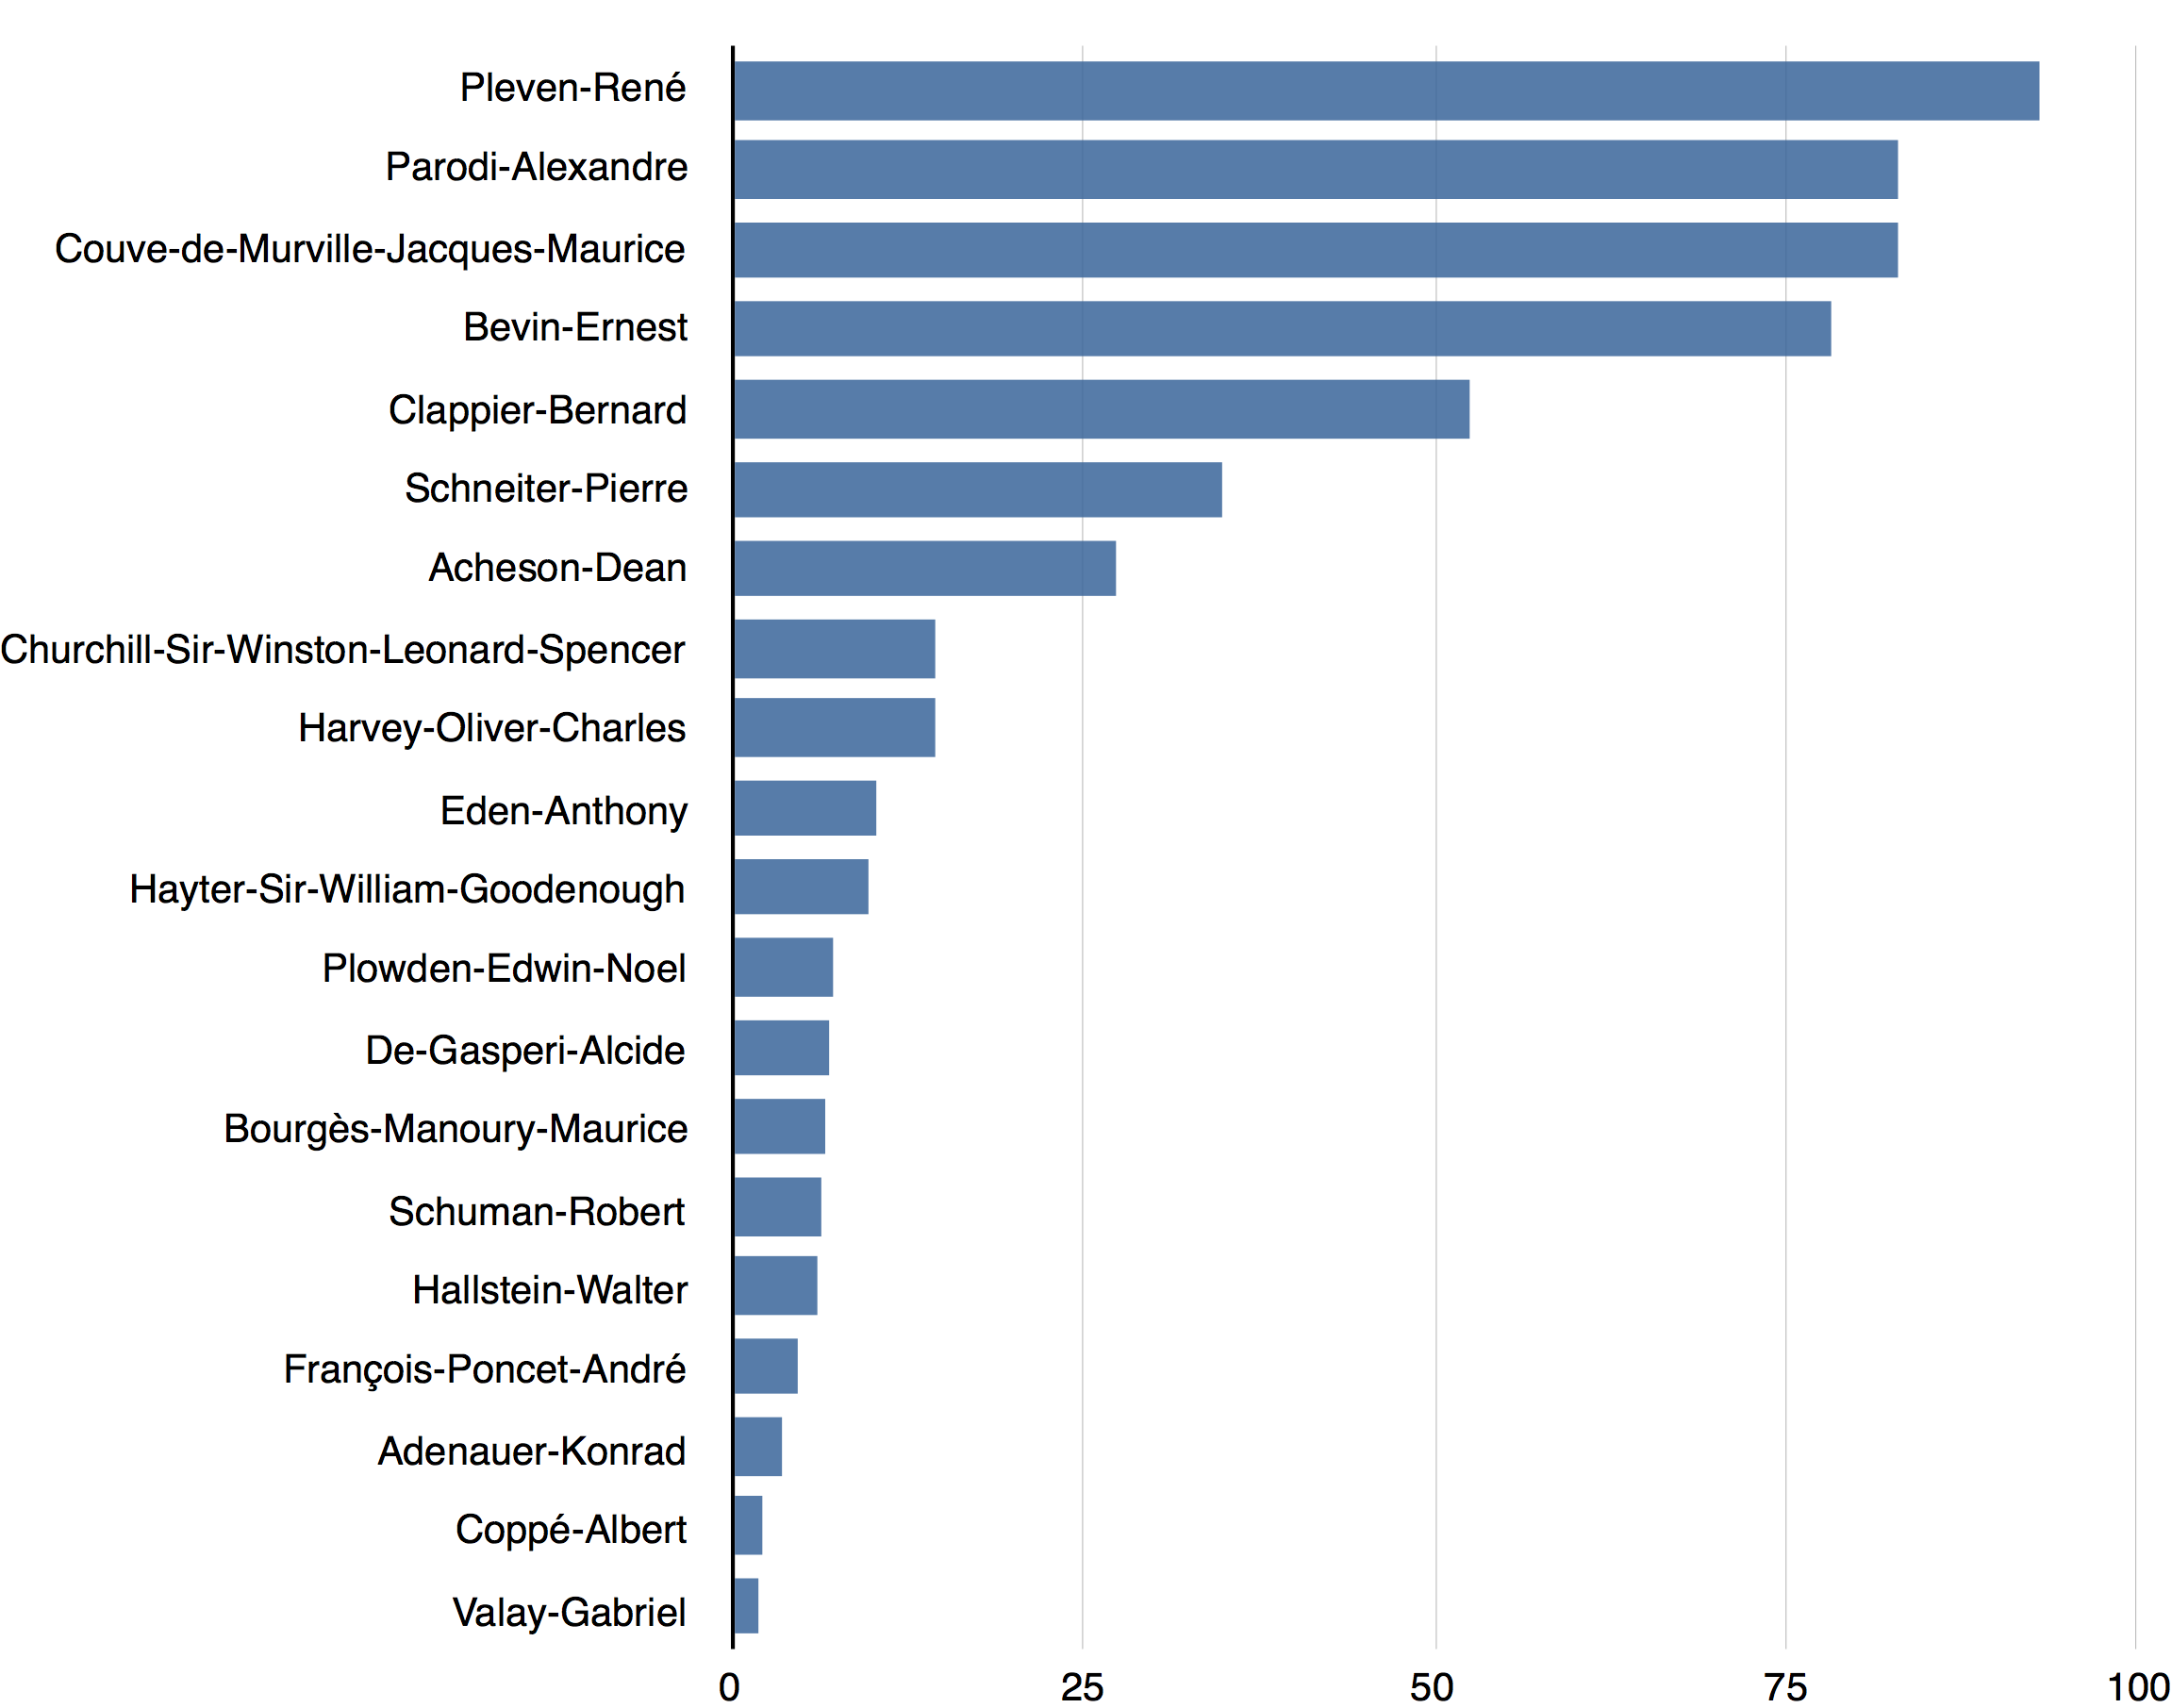 Pleven-René
Parodi-Alexandre
Couve-de-Murville-Jacques-Maurice
Bevin-Ernest
Clappier-Bernard
Schneiter-Pierre
Acheson-Dean
Churchill-Sir-Winston-Leonard-Spencer
Harvey-Oliver-Charles
Eden-Anthony
Hayter-Sir-William-Goodenough
Plowden-Edwin-Noel
De-Gasperi-Alcide
Bourgès-Manoury-Maurice
Schuman-Robert
Hallstein-Walter
François-Poncet-André
Adenauer-Konrad
Coppé-Albert
Valay-Gabriel
0 25 50 75 100